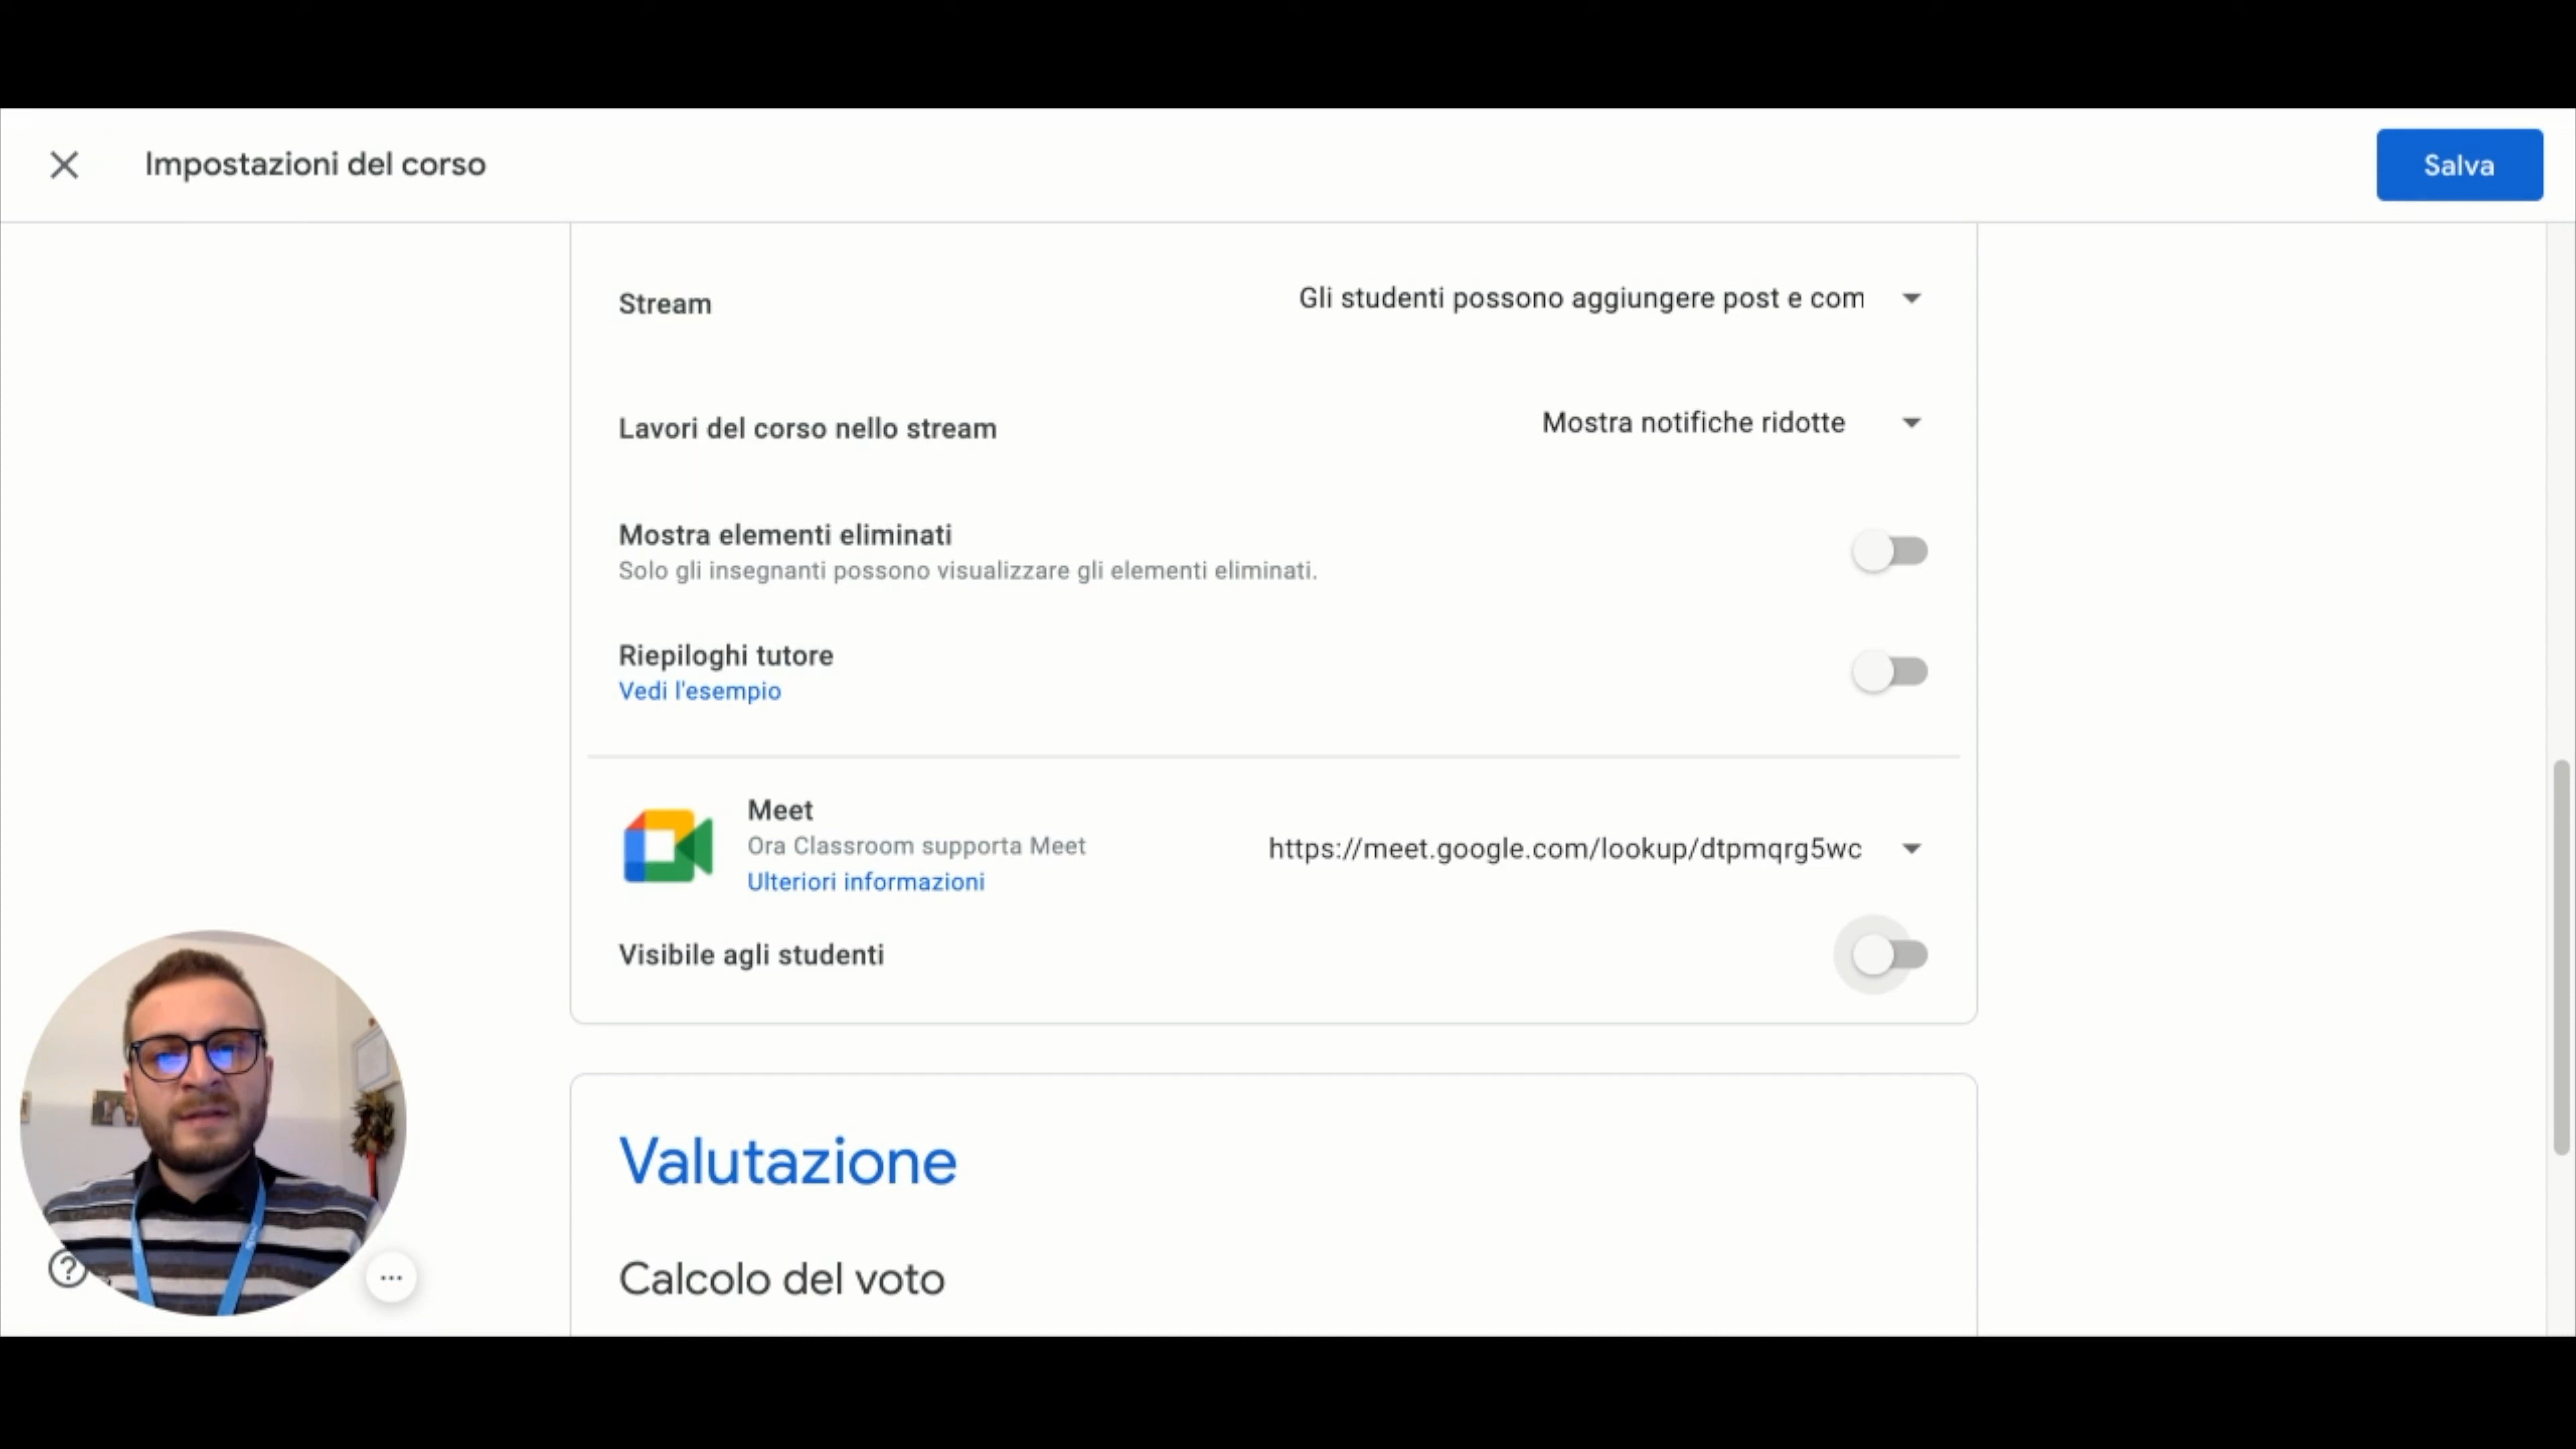 Impostazioni del corso
Salva
Stream
Gli studenti possono aggiungere post e com
Lavori del corso nello stream
Mostra notifiche ridotte
Mostra elementi eliminati
Solo gli insegnanti possono visualizzare gli elementi eliminati.
Riepiloghi tutore
Vedi l'esempio
Meet
Ora Classroom supporta Meet
https://meet.google.com/lookup/dtpmqrg5wc
Ulteriori informazioni
Visibile agli studenti
Valutazione
Calcolo del voto